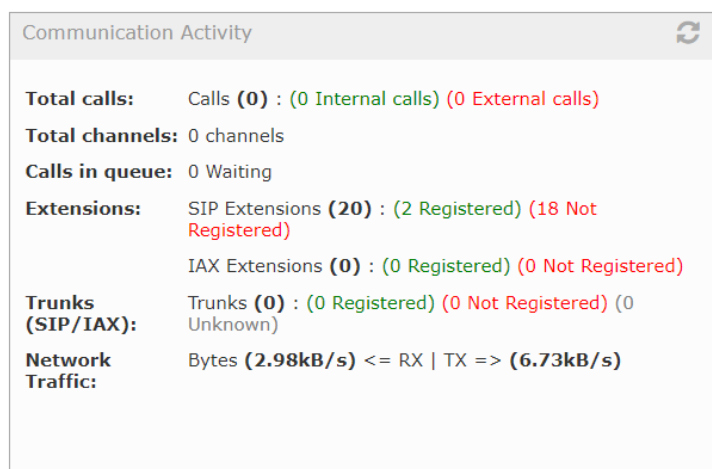 Communication Activity
Total calls: Calls (0) : (0 Internal calls) (0 External calls)
Total channels: 0 channels
Calls in queue: 0 Waiting
Extensions: SIP Extensions (20) : (2 Registered) (18 Not
Registered)
IAX Extensions (0) : (0 Registered) (0 Not Registered)
Trunks Trunks (0) : (0 Registered) (0 Not Registered) (0
(SIP/IAX): Unknown)
Network Bytes (2.98kB/s) <= RX | TX => (6.73kB/s)
Traffic: